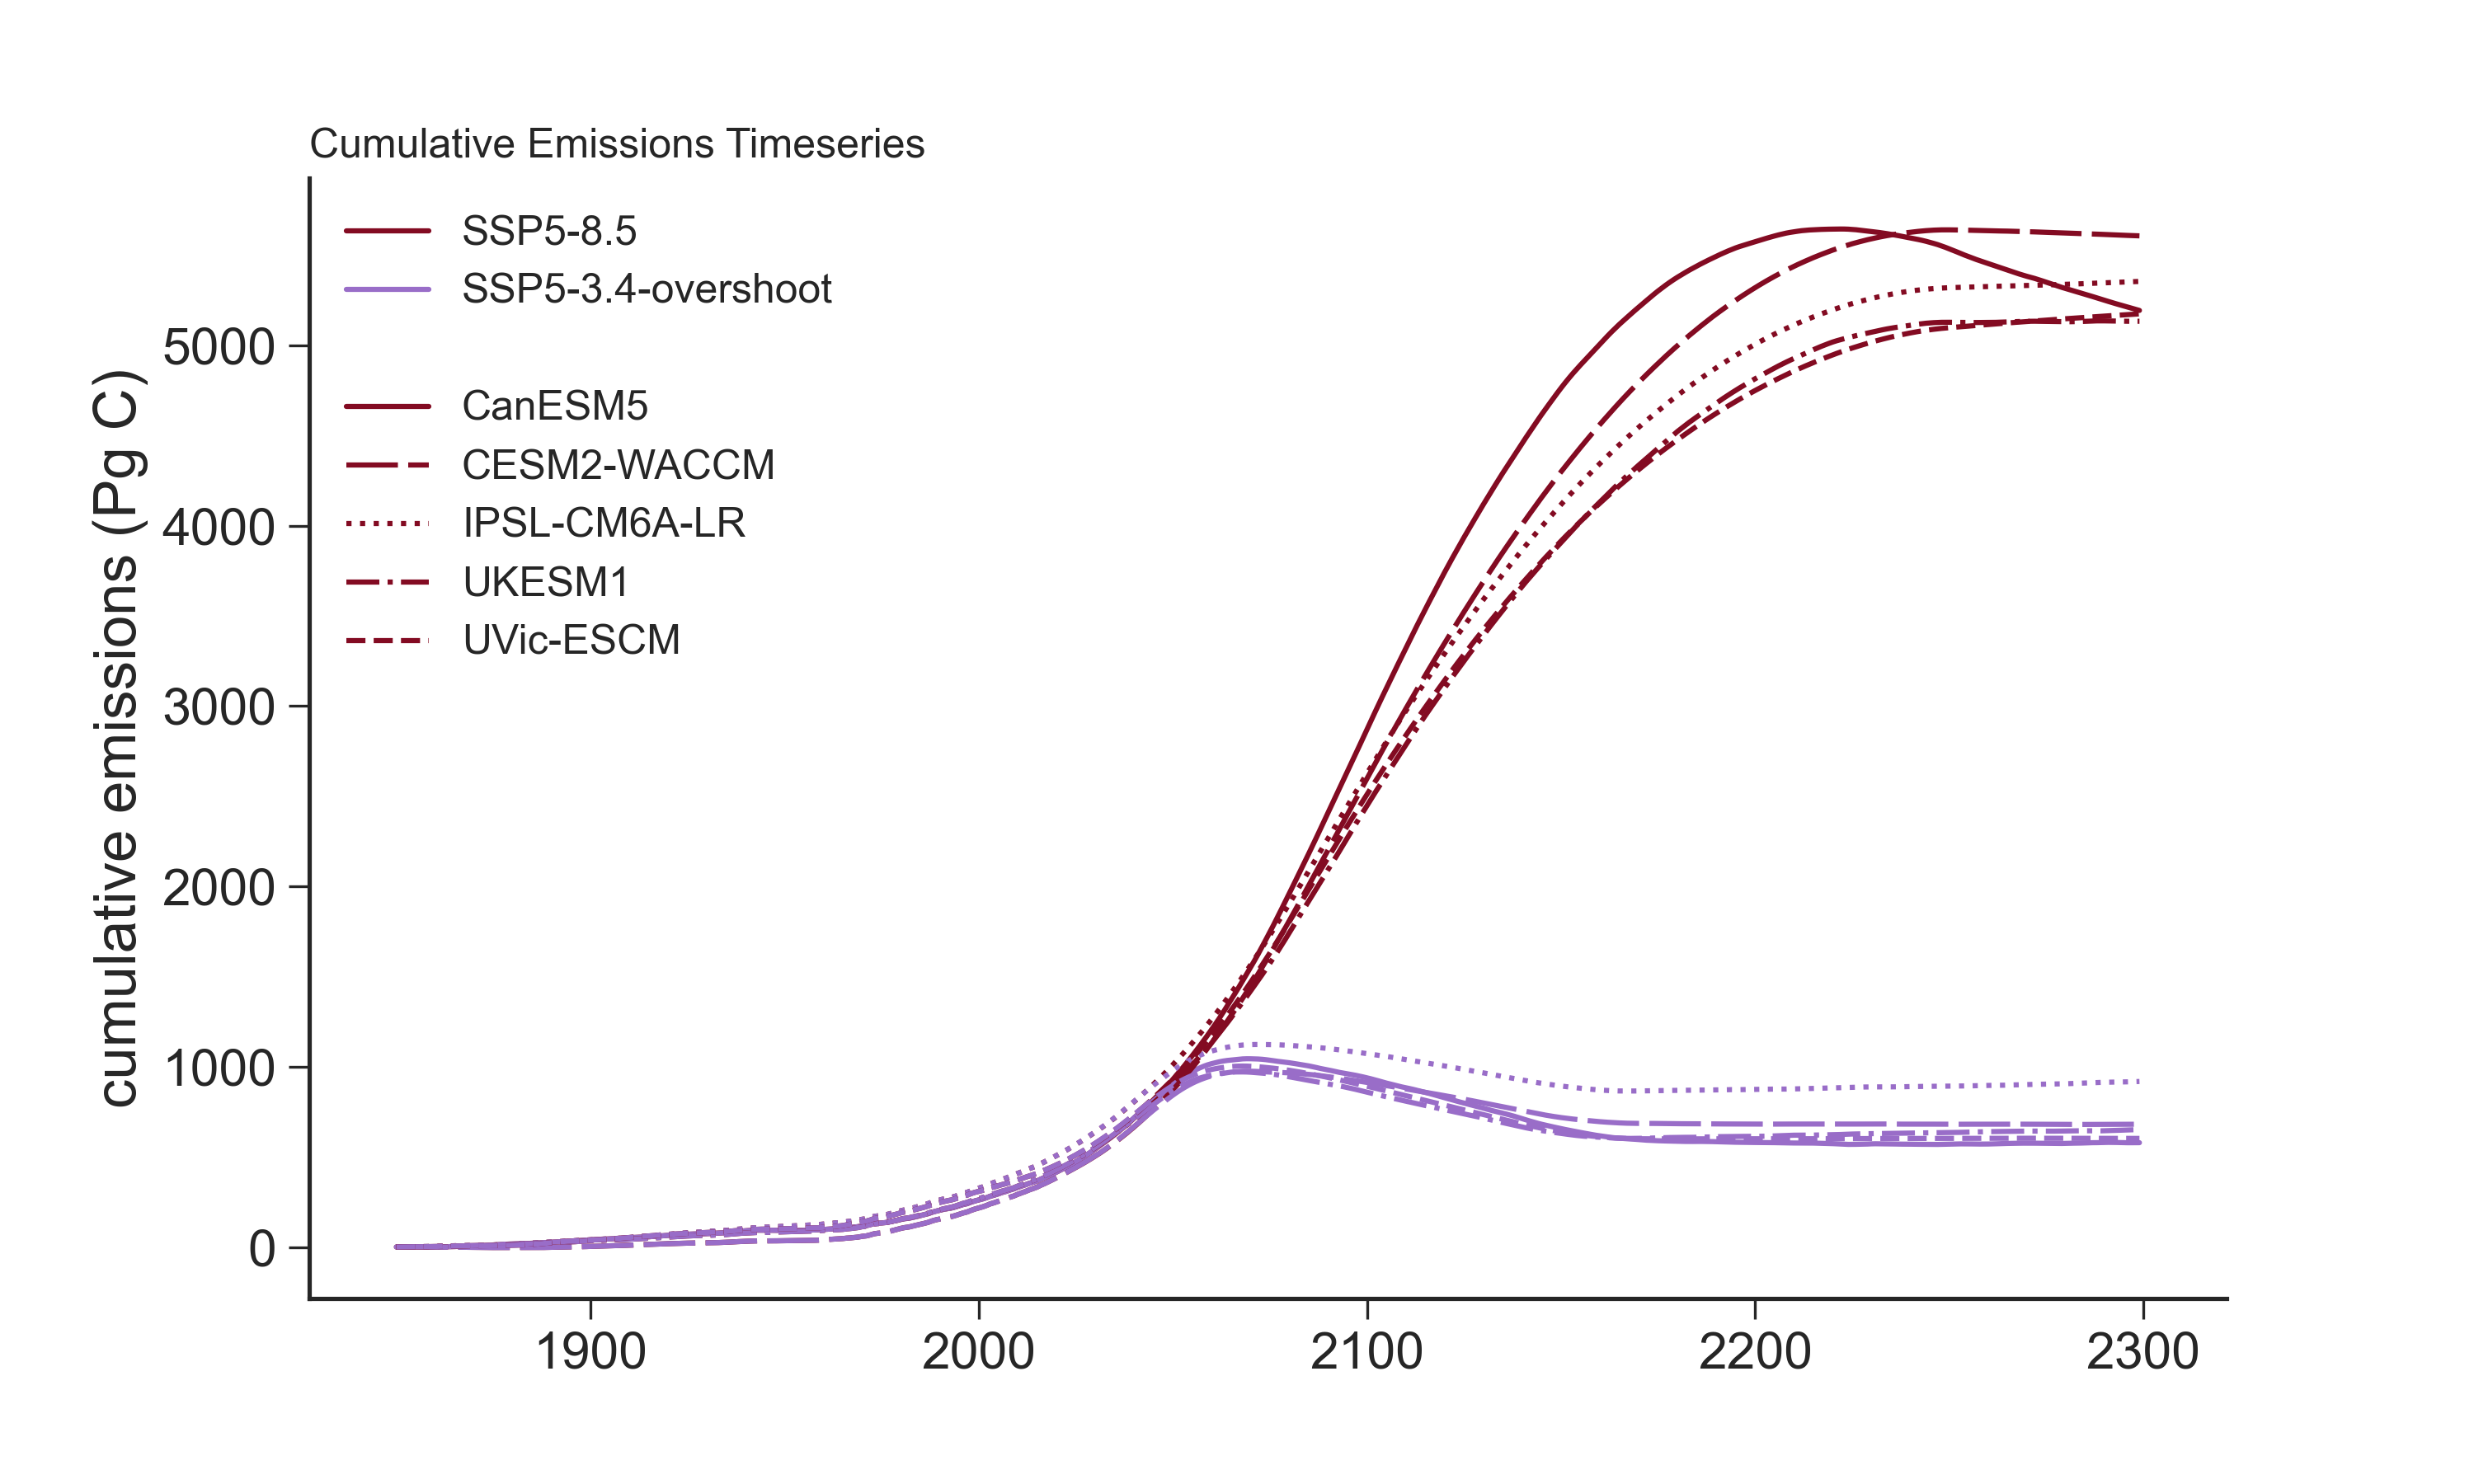 Cumulative Emissions Timeseries
SSP5-8.5
SSP5-3.4-overshoot
CanESM5
CESM2-WACCM
IPSL-CM6A-LR
UKESM1
UVic-ESCM
cumulative emissions (Pg C)
5000
4000
3000
2000
1000
0
1900 2000 2100 2200 2300